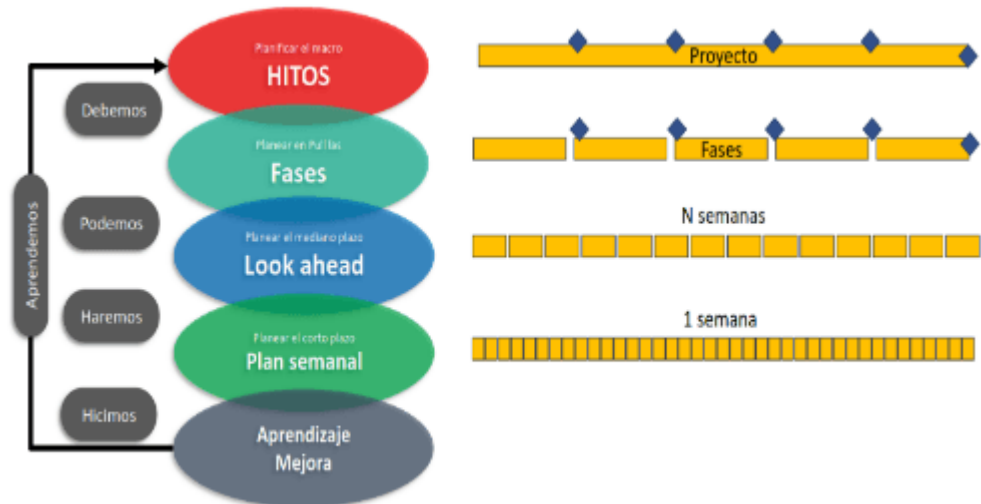 Planificar el macro
HITOS
Proyecto
Debemos
Planear en Pull las
Fases
Fases
Aprendemos
Podemos
N semanas
Planear el mediano plazo
Look ahead
Haremos
1 semana
Planear el corto plazo
Plan semanal
Hicimos
Aprendizaje
Mejora